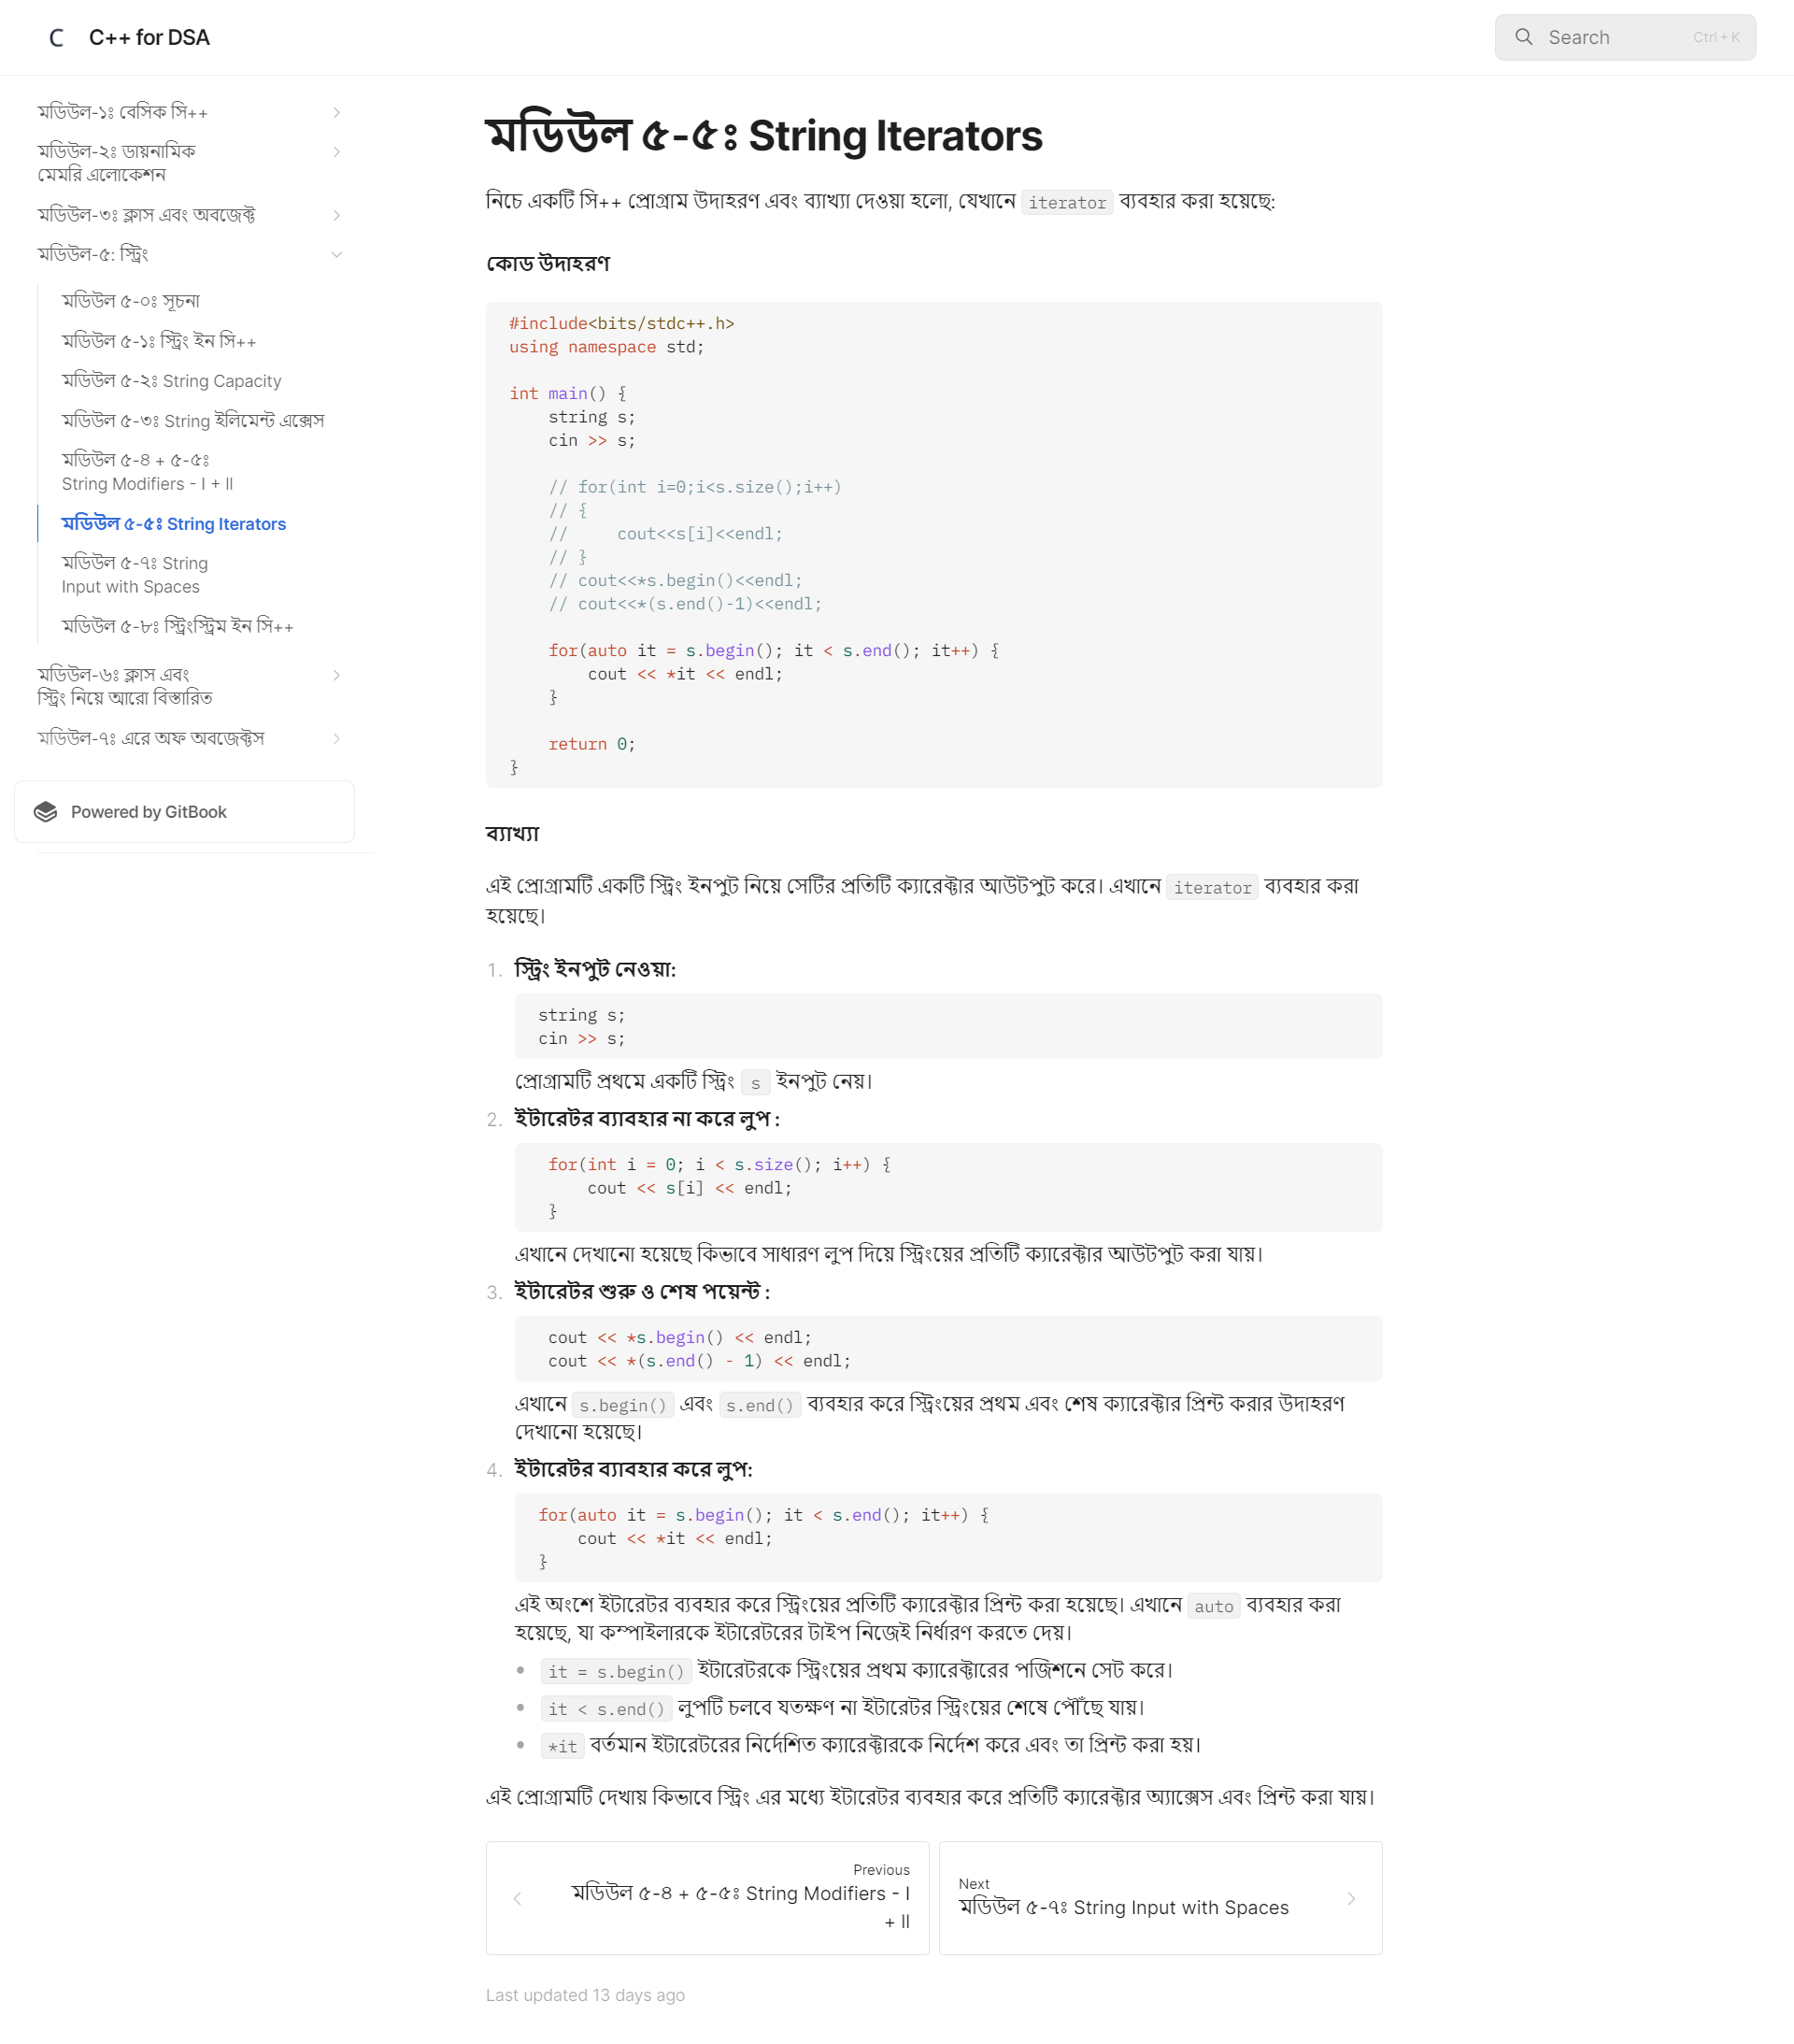 C C++ for DSA
Search Ctrl + K
মডিউল-১ঃ বেসিক সি++
মডিউল-২ঃ ডায়নামিক
মেমরি এলোকেশন
মডিউল-৩ঃ ক্লাস এবং অবজেক্ট
মডিউল-৫: স্ট্রিং
মডিউল ৫-০ঃ সূচনা
মডিউল ৫-১ঃ স্ট্রিং ইন সি++
মডিউল ৫-২ঃ String Capacity
মডিউল ৫-৩ঃ String ইলিমেন্ট এক্সেস
মডিউল ৫-৪ + ৫-৫ঃ
String Modifiers - I + II
মডিউল ৫-৫ঃ String Iterators
মডিউল ৫-৭ঃ String
Input with Spaces
মডিউল ৫-৮ঃ স্ট্রিংস্ট্রিম ইন সি++
মডিউল-৬ঃ ক্লাস এবং
স্ট্রিং নিয়ে আরো বিস্তারিত
মডিউল-৭ঃ এরে অফ অবজেক্টস
Powered by GitBook
মডিউল ৫-৫ঃ String Iterators
নিচে একটি সি++ প্রোগ্রাম উদাহরণ এবং ব্যাখ্যা দেওয়া হলো, যেখানে iterator ব্যবহার করা হয়েছে:
কোড উদাহরণ
#include<bits/stdc++.h>
using namespace std;
int main() {
    string s;
    cin >> s;
    // for(int i=0;i<s.size();i++)
    // {
    //     cout<<s[i]<<endl;
    // }
    // cout<<*s.begin()<<endl;
    // cout<<*(s.end()-1)<<endl;
    for(auto it = s.begin(); it < s.end(); it++) {
        cout << *it << endl;
    }
    return 0;
}
ব্যাখ্যা
এই প্রোগ্রামটি একটি স্ট্রিং ইনপুট নিয়ে সেটির প্রতিটি ক্যারেক্টার আউটপুট করে। এখানে iterator ব্যবহার করা
হয়েছে।
1. স্ট্রিং ইনপুট নেওয়া:
string s;
cin >> s;
প্রোগ্রামটি প্রথমে একটি স্ট্রিং s ইনপুট নেয়।
2. ইটারেটর ব্যাবহার না করে লুপ :
for(int i = 0; i < s.size(); i++) {
    cout << s[i] << endl;
}
এখানে দেখানো হয়েছে কিভাবে সাধারণ লুপ দিয়ে স্ট্রিংয়ের প্রতিটি ক্যারেক্টার আউটপুট করা যায়।
3. ইটারেটর শুরু ও শেষ পয়েন্ট :
cout << *s.begin() << endl;
cout << *(s.end() - 1) << endl;
এখানে s.begin() এবং s.end() ব্যবহার করে স্ট্রিংয়ের প্রথম এবং শেষ ক্যারেক্টার প্রিন্ট করার উদাহরণ
দেখানো হয়েছে।
4. ইটারেটর ব্যাবহার করে লুপ:
for(auto it = s.begin(); it < s.end(); it++) {
    cout << *it << endl;
}
এই অংশে ইটারেটর ব্যবহার করে স্ট্রিংয়ের প্রতিটি ক্যারেক্টার প্রিন্ট করা হয়েছে। এখানে auto ব্যবহার করা
হয়েছে, যা কম্পাইলারকে ইটারেটরের টাইপ নিজেই নির্ধারণ করতে দেয়।
• it = s.begin() ইটারেটরকে স্ট্রিংয়ের প্রথম ক্যারেক্টারের পজিশনে সেট করে।
• it < s.end() লুপটি চলবে যতক্ষণ না ইটারেটর স্ট্রিংয়ের শেষে পৌঁছে যায়।
• *it বর্তমান ইটারেটরের নির্দেশিত ক্যারেক্টারকে নির্দেশ করে এবং তা প্রিন্ট করা হয়।
এই প্রোগ্রামটি দেখায় কিভাবে স্ট্রিং এর মধ্যে ইটারেটর ব্যবহার করে প্রতিটি ক্যারেক্টার অ্যাক্সেস এবং প্রিন্ট করা যায়।
Previous
মডিউল ৫-৪ + ৫-৫ঃ String Modifiers - I
+ II
Next
মডিউল ৫-৭ঃ String Input with Spaces
Last updated 13 days ago